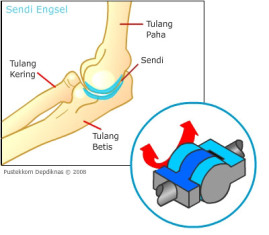 Sendi Engsel
Tulang
Paha
Sendi
Tulang
Kering
Tulang
Betis
Pustekkom Depdiknas © 2008